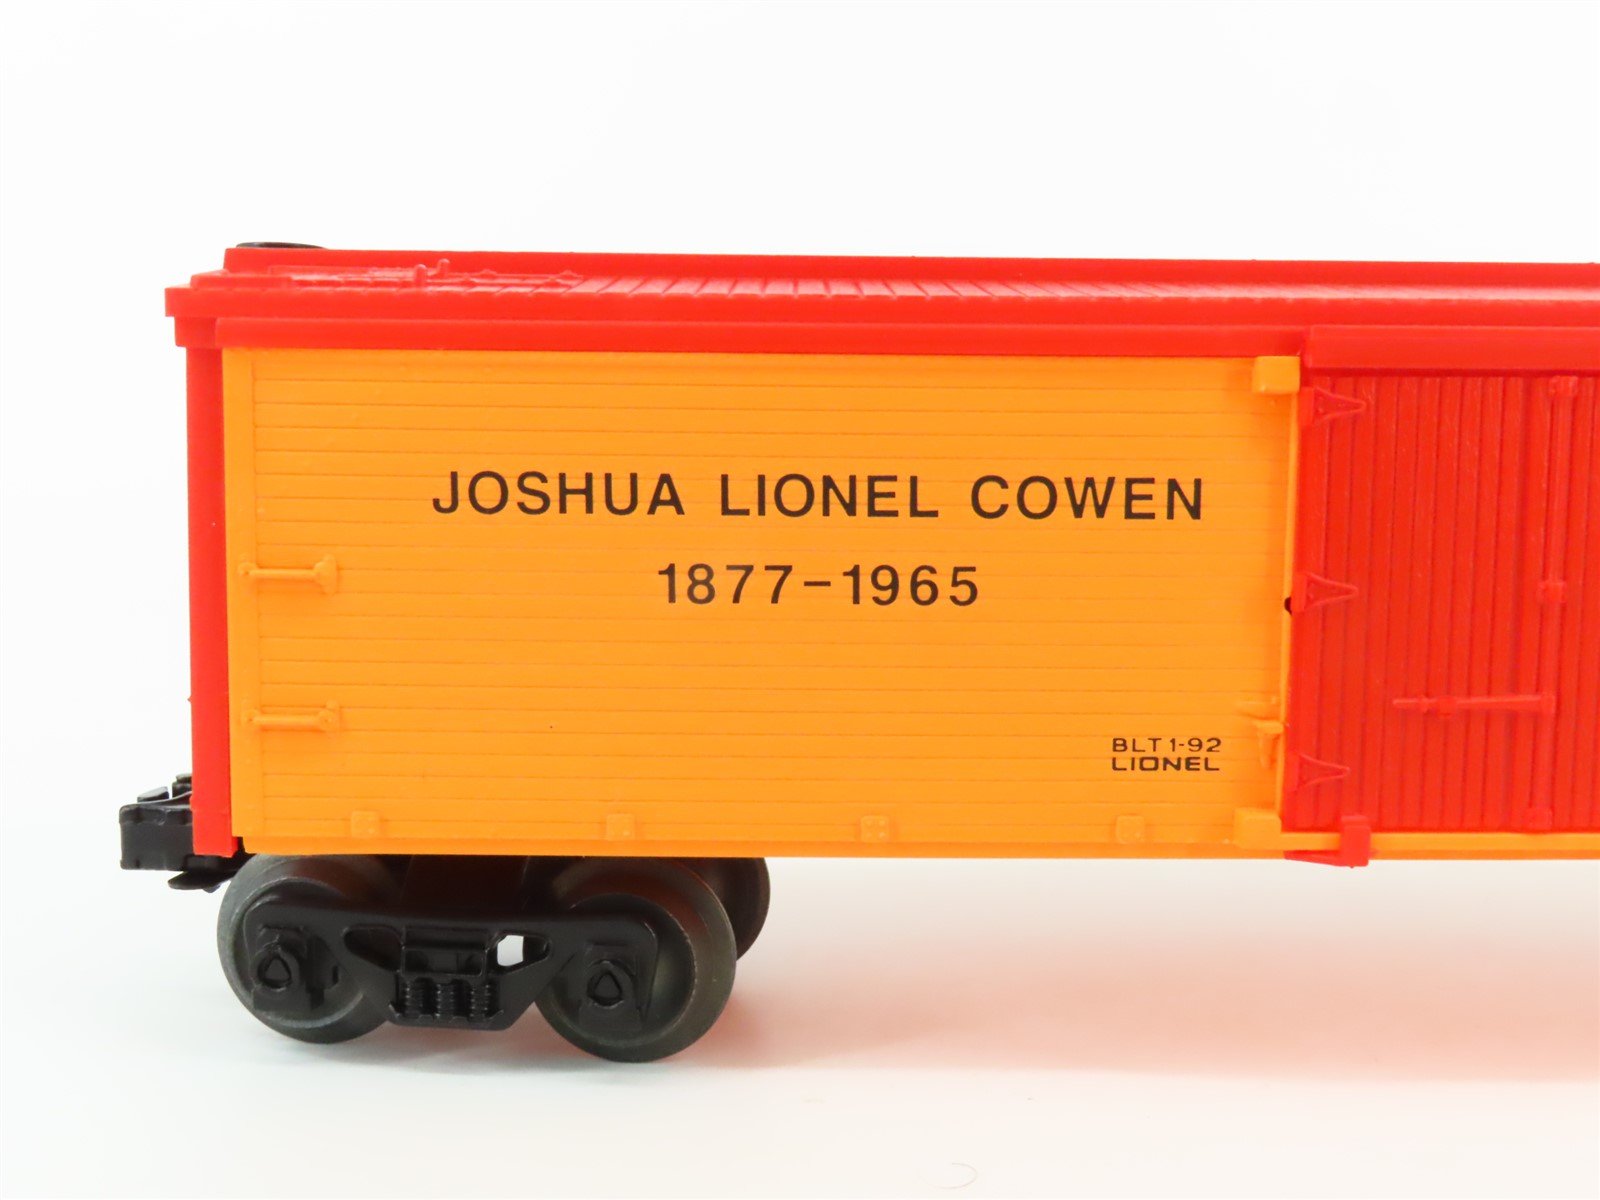 JOSHUA LIONEL COWEN
1877-1965
BLT 1-92
LIONEL